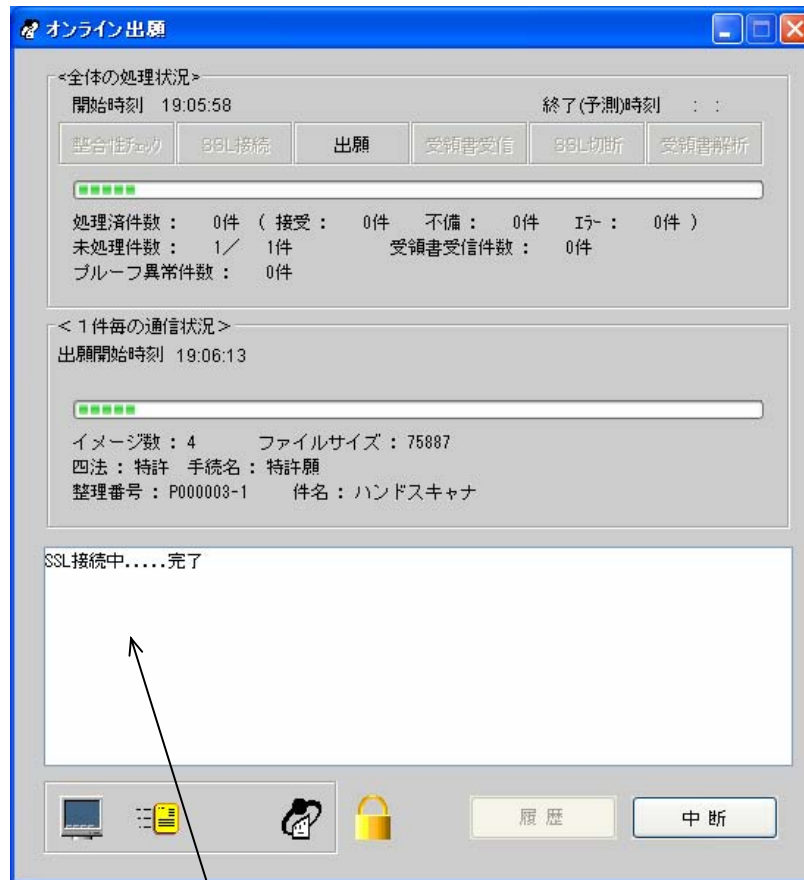 オンライン出願
<全体の処理状況>
開始時刻 19:05:58 終了(予測)時刻 : :
整合性チェック SSL接続 出願 受領書受信 SSL切断 受領書解析
処理済件数： 0件 ( 接受： 0件 不備： 0件 エラー： 0件 )
未処理件数： 1／ 1件 受領書受信件数： 0件
プルーフ異常件数： 0件
＜１件毎の通信状況＞
出願開始時刻 19:06:13
イメージ数：4 ファイルサイズ：75887
四法：特許 手続名：特許願
整理番号：P000003-1 件名：ハンドスキャナ
SSL接続中.....完了
履 歴 中 断